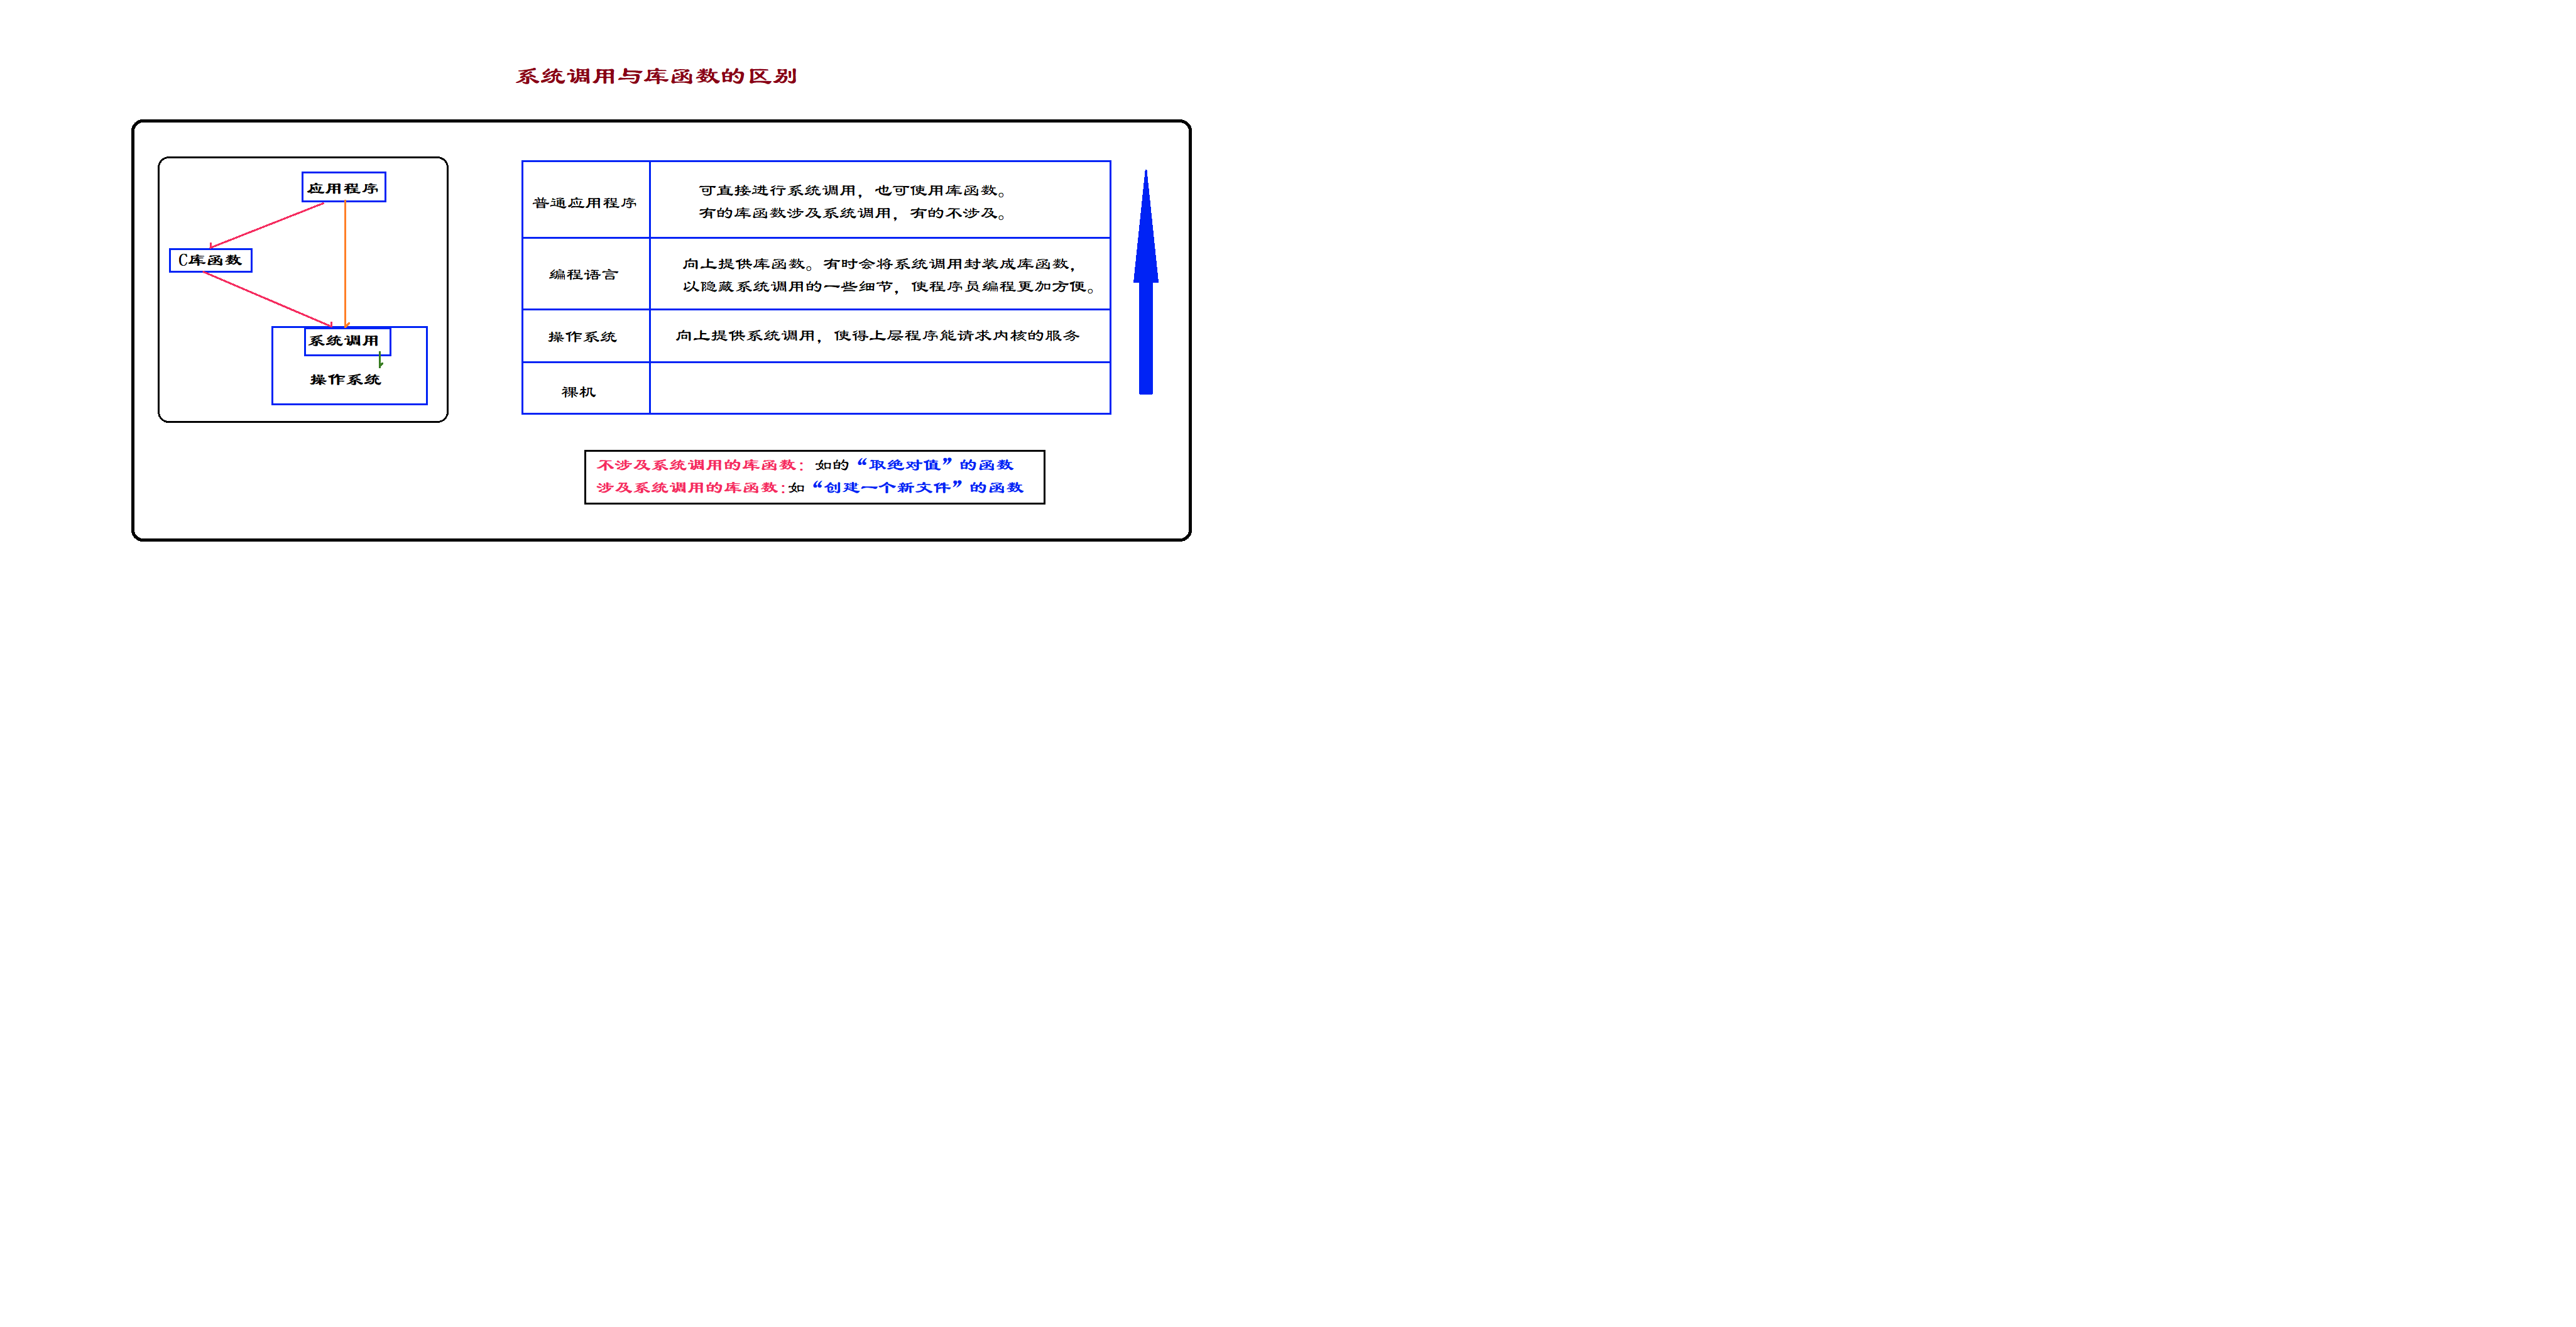 系统调用与库函数的区别
应用程序
C库函数
系统调用
操作系统
普通应用程序
可直接进行系统调用，也可使用库函数。
有的库函数涉及系统调用，有的不涉及。
编程语言
向上提供库函数。有时会将系统调用封装成库函数，
以隐藏系统调用的一些细节，使程序员编程更加方便。
操作系统
向上提供系统调用，使得上层程序能请求内核的服务
裸机
不涉及系统调用的库函数：如的“取绝对值”的函数
涉及系统调用的库函数:如“创建一个新文件”的函数